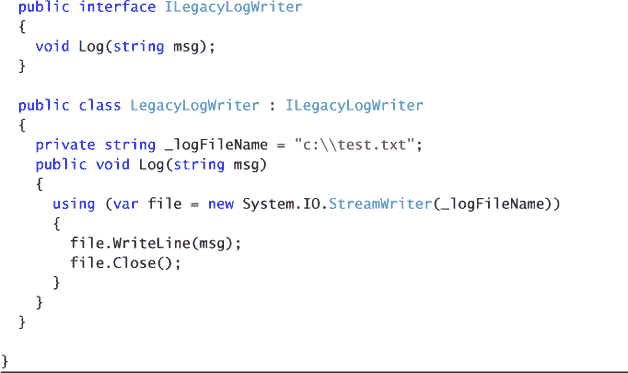 public interface ILegacyLogWriter
{
void Log(string msg);
}
public class LegacyLogWriter : ILegacyLogWriter
{
private string _logFileName = "c:\\test.txt";
public void Log(string msg)
{
using (var file = new System.IO.StreamWriter(_logFileName))
{
file.WriteLine(msg);
file.Close();
}
}
}
}